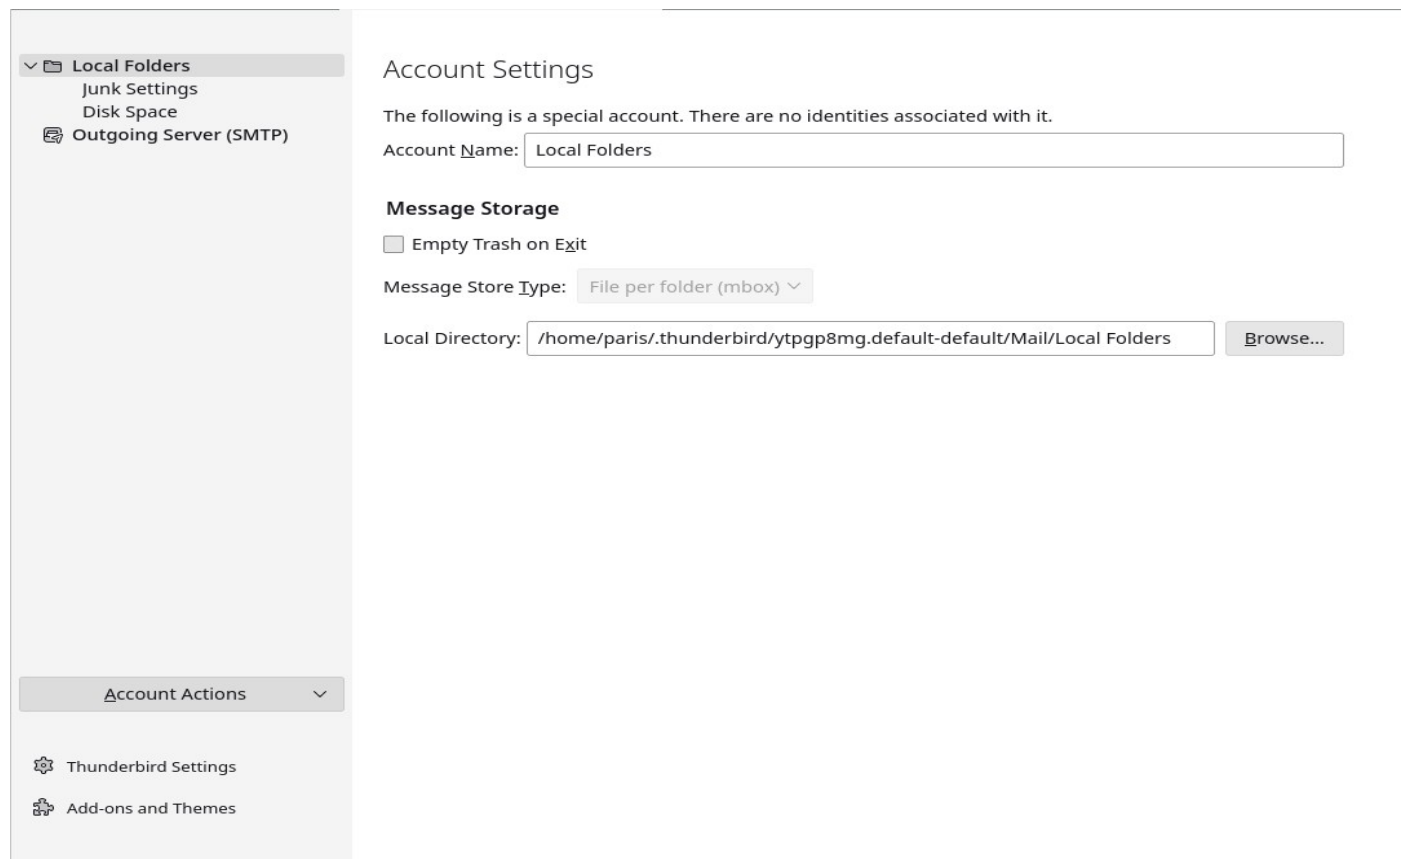 Local Folders
Junk Settings
Disk Space
Outgoing Server (SMTP)
Account Actions
Thunderbird Settings
Add-ons and Themes
Account Settings
The following is a special account. There are no identities associated with it.
Account Name: Local Folders
Message Storage
Empty Trash on Exit
Message Store Type: File per folder (mbox)
Local Directory: /home/paris/.thunderbird/ytpgp8mg.default-default/Mail/Local Folders Browse...